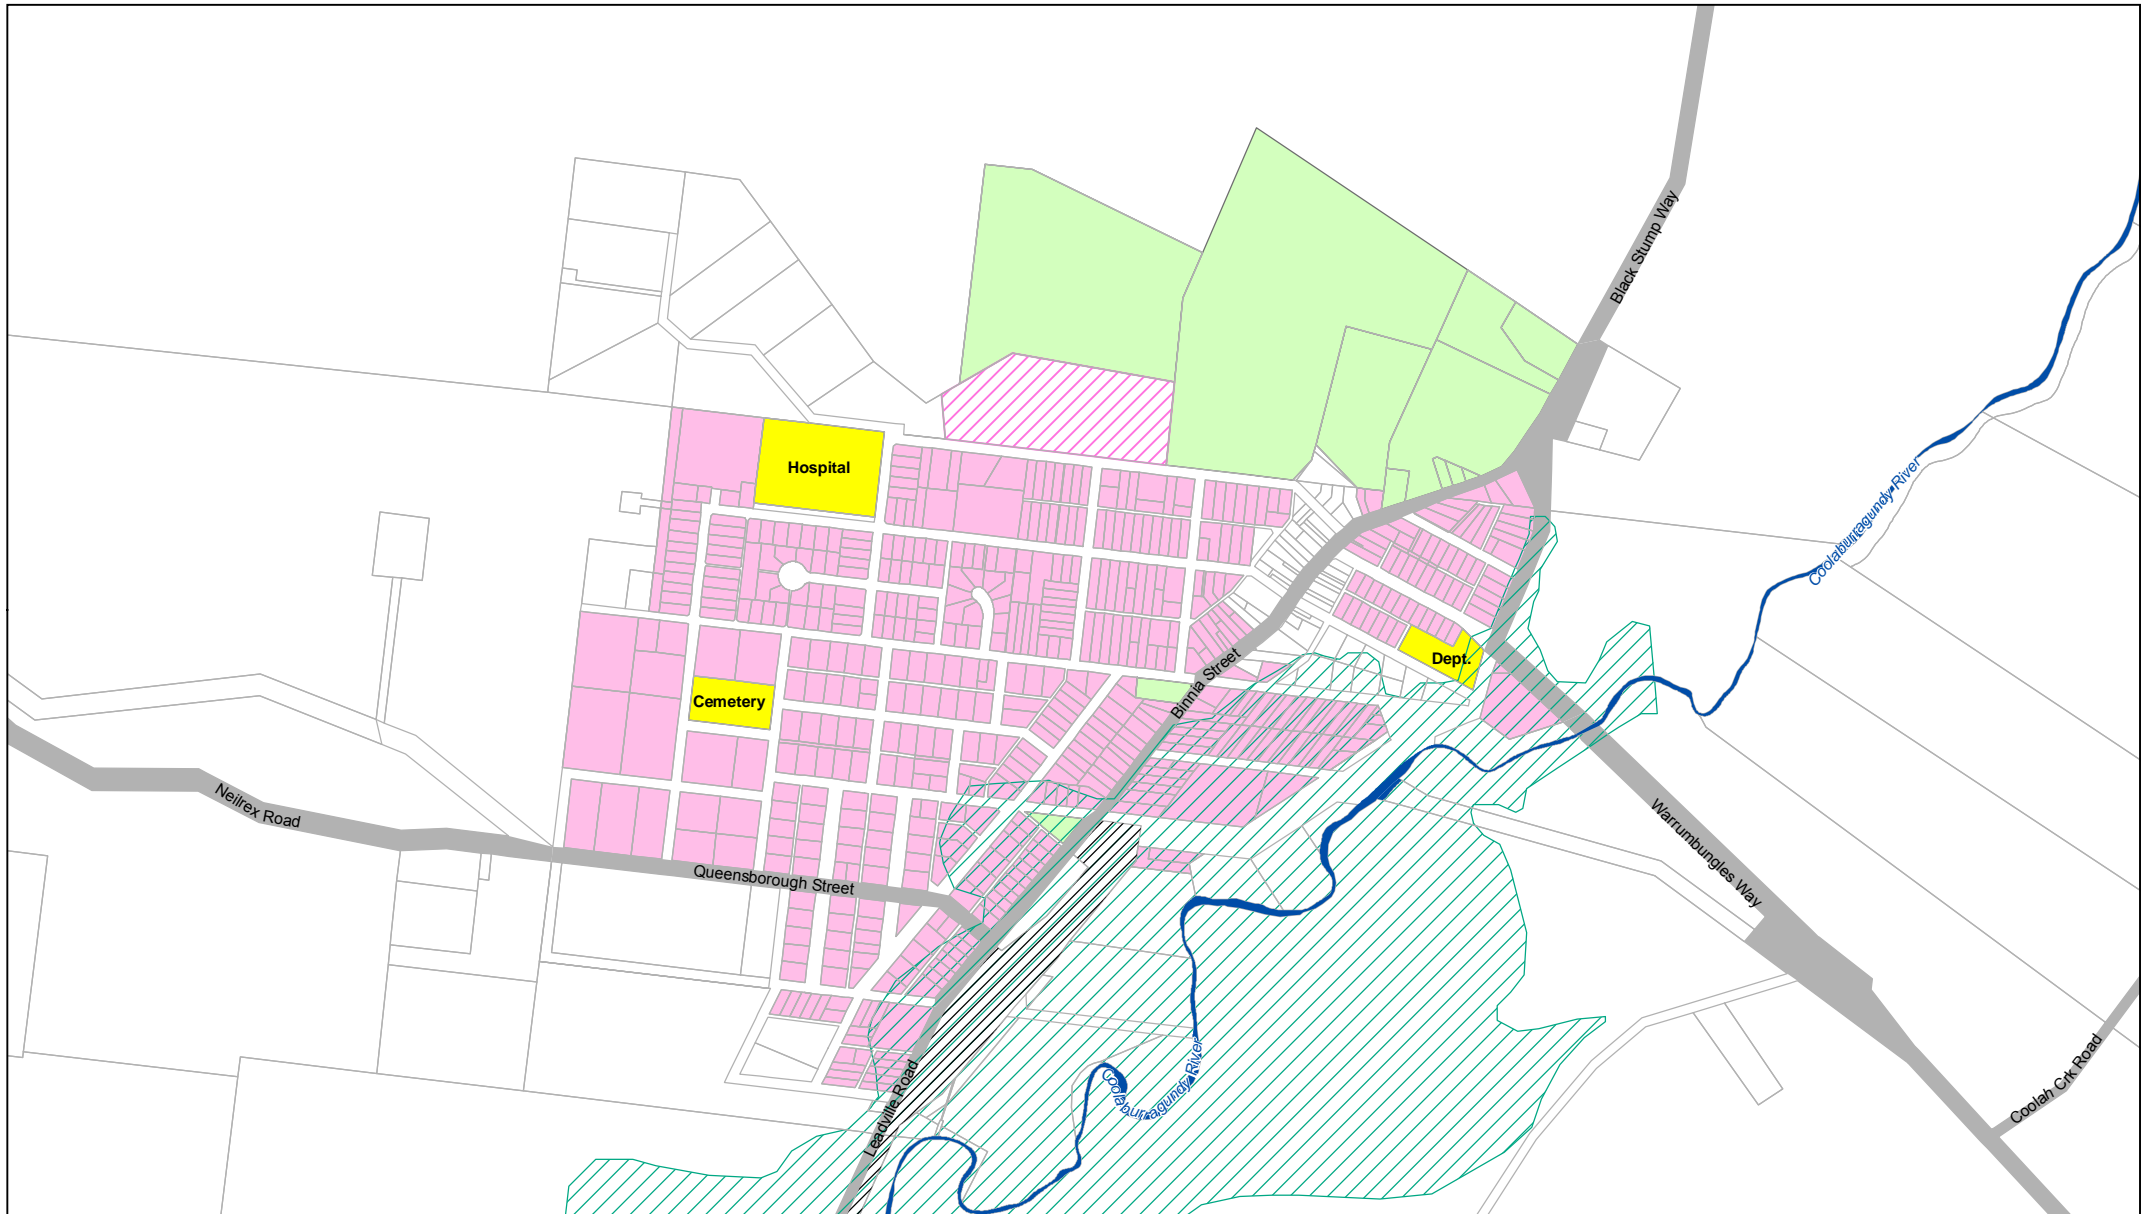 Black Stump Way
Hospital
Coolaburragundy River
Dept.
Binnia Street
Cemetery
Neilrex Road
Warrumbungles Way
Queensborough Street
Coolaburragundy River
Coolah Crk Road
Leadville Road